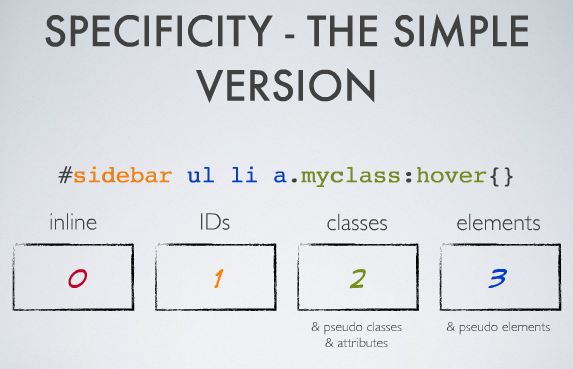 SPECIFICITY - THE SIMPLE
VERSION
#sidebar ul li a.myclass:hover{}
inline IDs classes elements
0 1 2 3
& pseudo classes & pseudo elements
& attributes